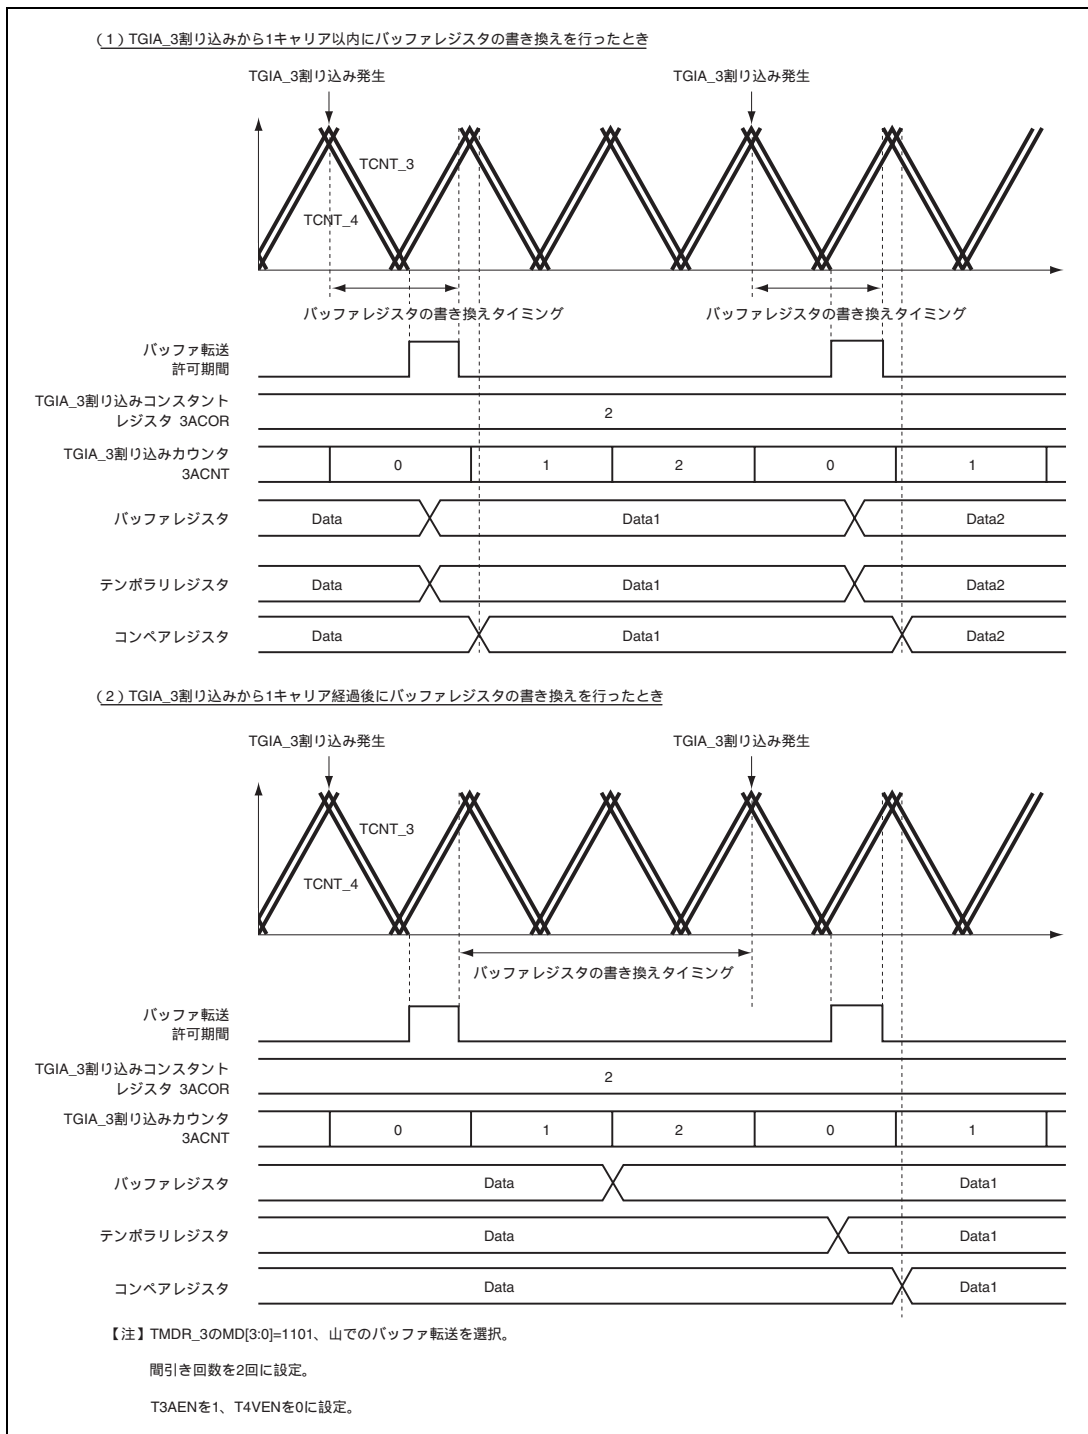 (1)TGIA_3割り込みから1キャリア以内にバッファレジスタの書き換えを行ったとき
TGIA_3割り込み発生
TGIA_3割り込み発生
TCNT_3
TCNT_4
バッファレジスタの書き換えタイミング
バッファレジスタの書き換えタイミング
バッファ転送
許可期間
TGIA_3割り込みコンスタント
レジスタ 3ACOR
2
TGIA_3割り込みカウンタ
3ACNT
0
1
2
0
1
バッファレジスタ
Data
Data1
Data2
テンポラリレジスタ
Data
Data1
Data2
コンペアレジスタ
Data
Data1
Data2
(2)TGIA_3割り込みから1キャリア経過後にバッファレジスタの書き換えを行ったとき
TGIA_3割り込み発生
TGIA_3割り込み発生
TCNT_3
TCNT_4
バッファレジスタの書き換えタイミング
バッファ転送
許可期間
TGIA_3割り込みコンスタント
レジスタ 3ACOR
2
TGIA_3割り込みカウンタ
3ACNT
0
1
2
0
1
バッファレジスタ
Data
Data1
テンポラリレジスタ
Data
Data1
コンペアレジスタ
Data
Data1
【注】TMDR_3のMD[3:0]=1101、山でのバッファ転送を選択。
間引き回数を2回に設定。
T3AENを1、T4VENを0に設定。